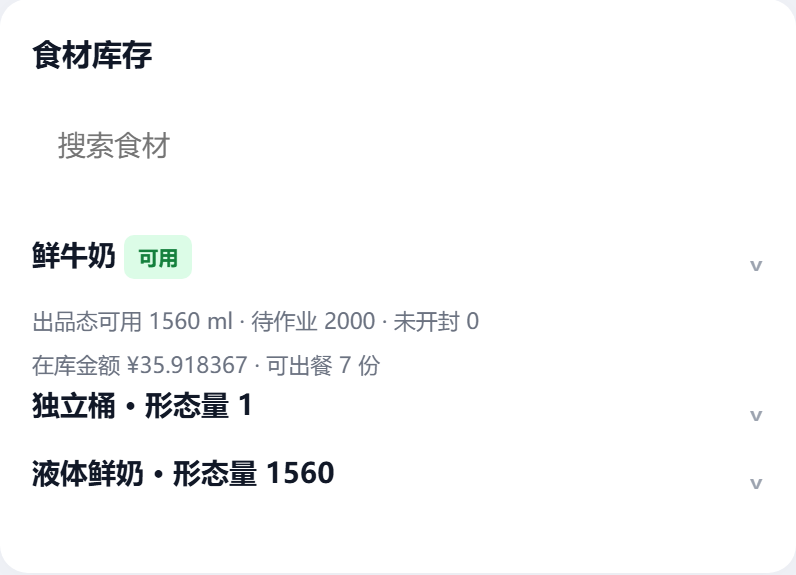 食材库存
搜索食材
鲜牛奶 可用 v
出品态可用 1560 ml · 待作业 2000 · 未开封 0
在库金额 ¥35.918367 · 可出餐 7 份
独立桶 • 形态量 1 v
液体鲜奶 • 形态量 1560 v